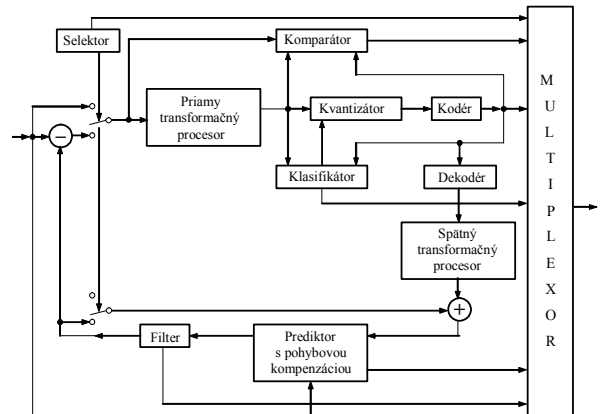 Selektor
Komparátor
Priamy
transformačný
procesor
Kvantizátor
Kodér
Klasifikátor
Dekodér
Spätný
transformačný
procesor
Filter
Prediktor
s pohybovou
kompenzáciou
M
U
L
T
I
P
L
E
X
O
R